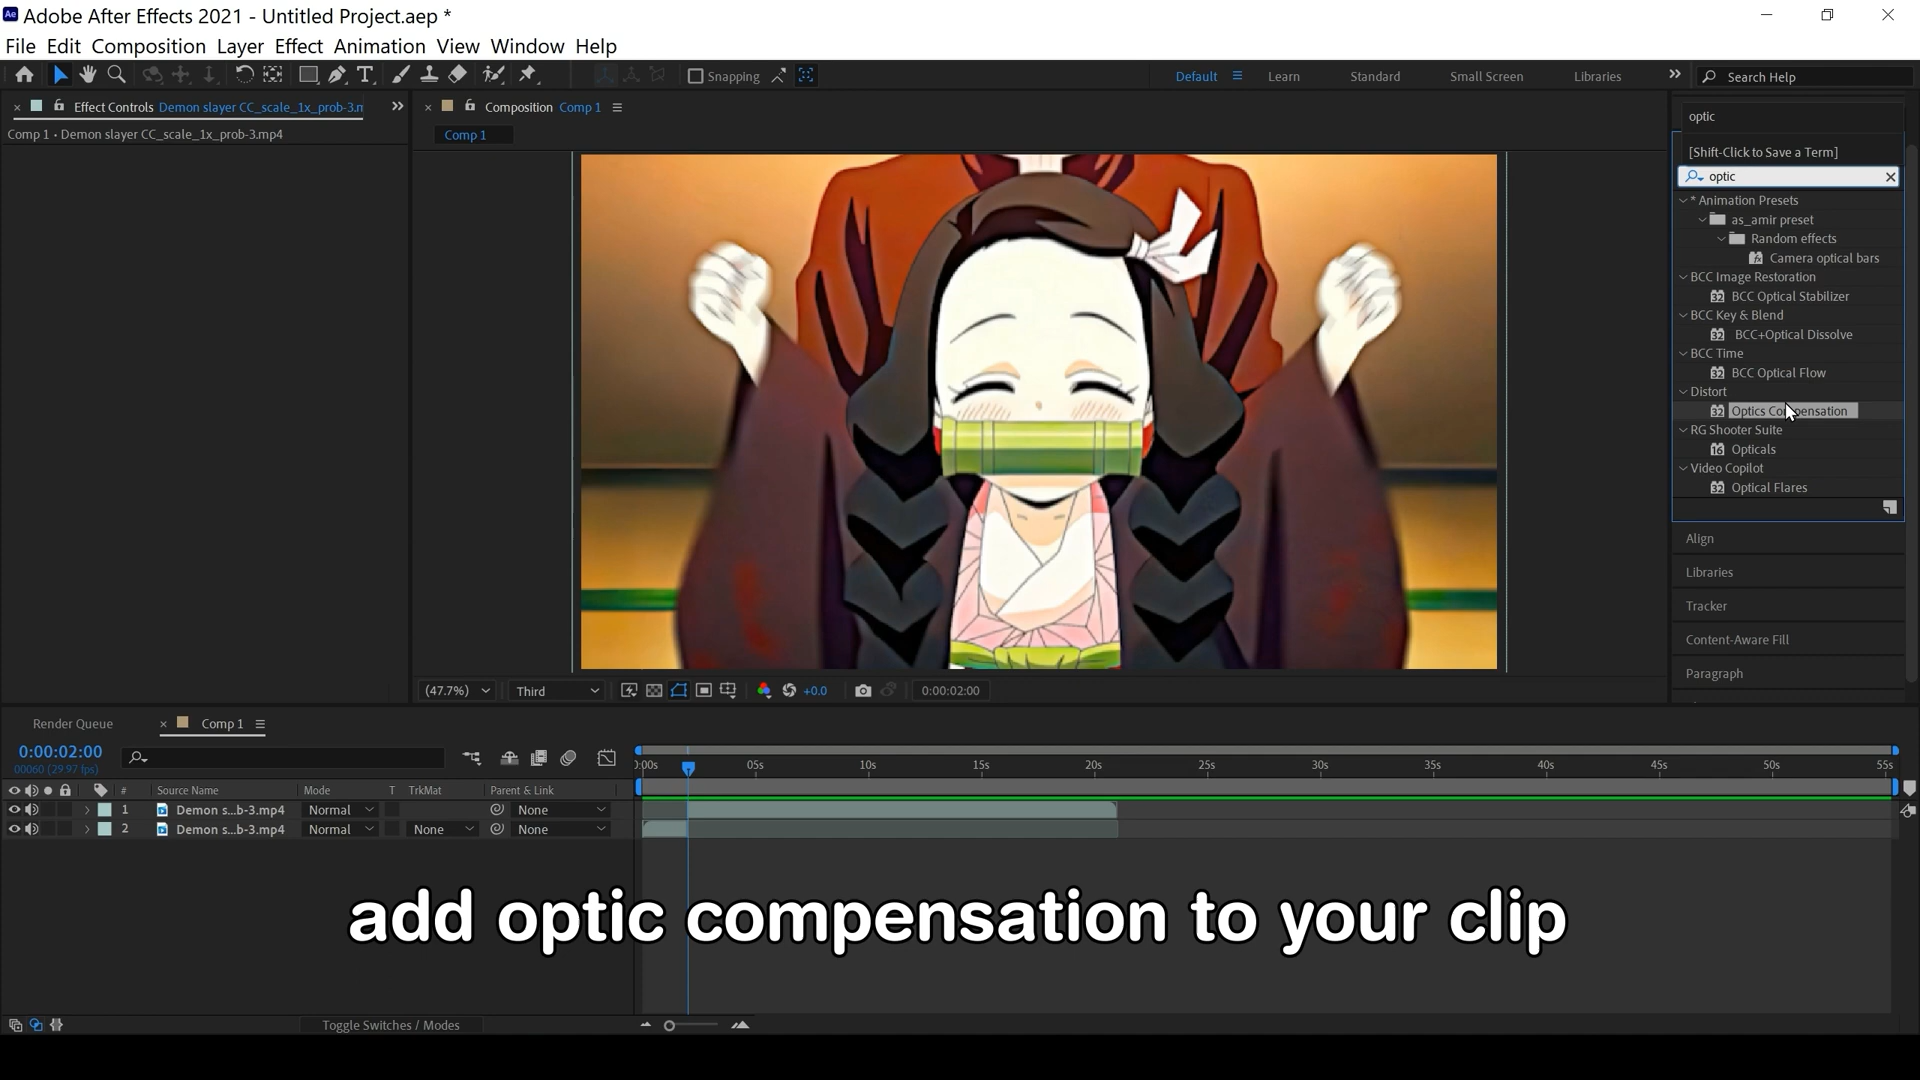 Ae Adobe After Effects 2021 - Untitled Project.aep *
File Edit Composition Layer Effect Animation View Window Help
Snapping
Default Learn Standard Small Screen Libraries Search Help
Effect Controls Demon slayer CC_scale_1x_prob-3.m
Comp 1 • Demon slayer CC_scale_1x_prob-3.mp4
Composition Comp 1
Comp 1
optic
[Shift-Click to Save a Term]
optic
* Animation Presets
as_amir preset
Random effects
Camera optical bars
BCC Image Restoration
32 BCC Optical Stabilizer
BCC Key & Blend
32 BCC+Optical Dissolve
BCC Time
32 BCC Optical Flow
Distort
32 Optics Compensation
RG Shooter Suite
16 Opticals
Video Copilot
32 Optical Flares
Align
Libraries
Tracker
Content-Aware Fill
Paragraph
(47.7%) Third +0.0 0:00:02:00
Render Queue Comp 1
0:00:02:00
00060 (29.97 fps)
0:00s 05s 10s 15s 20s 25s 30s 35s 40s 45s 50s 55s
# Source Name Mode T TrkMat Parent & Link
1 Demon s...b-3.mp4 Normal None
2 Demon s...b-3.mp4 Normal None None
add optic compensation to your clip
Toggle Switches / Modes